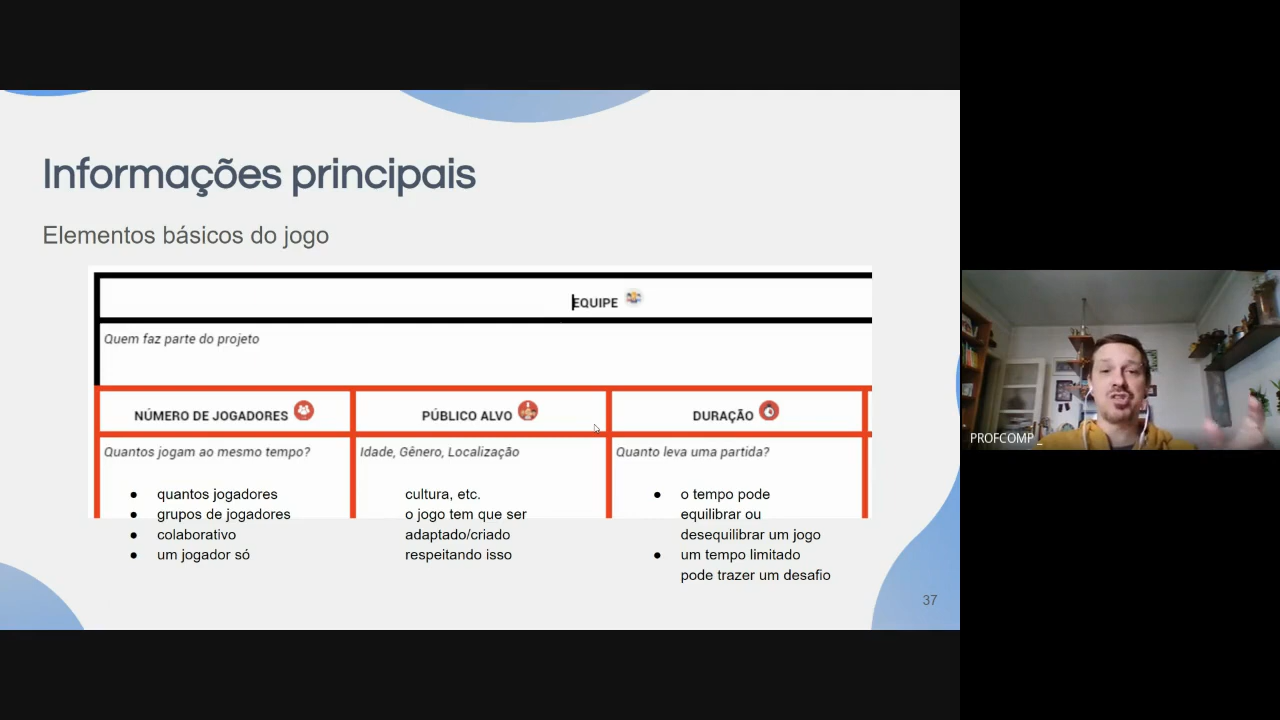 Informações principais
Elementos básicos do jogo
EQUIPE
Quem faz parte do projeto
NÚMERO DE JOGADORES
Quantos jogam ao mesmo tempo?
● quantos jogadores
● grupos de jogadores
● colaborativo
● um jogador só
PÚBLICO ALVO
Idade, Gênero, Localização
cultura, etc.
o jogo tem que ser
adaptado/criado
respeitando isso
DURAÇÃO
Quanto leva uma partida?
● o tempo pode
equilibrar ou
desequilibrar um jogo
● um tempo limitado
pode trazer um desafio
37
PROFCOMP _